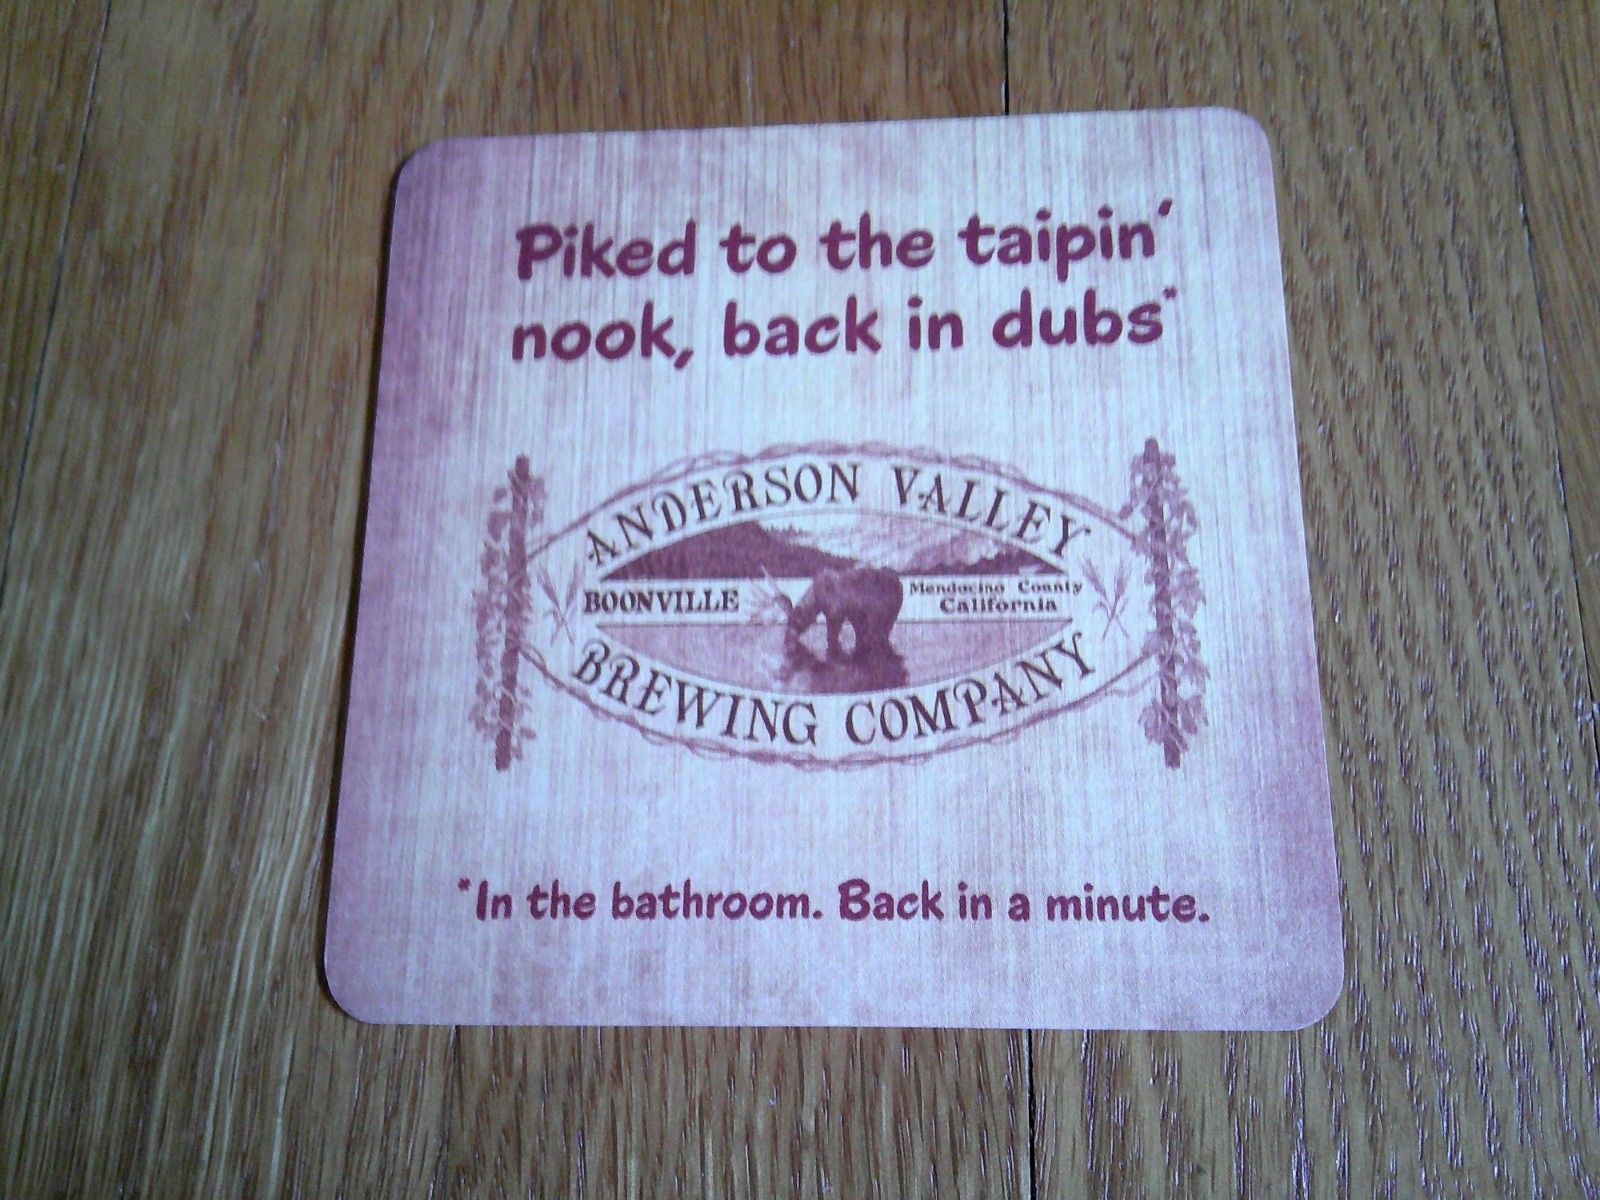 Piked to the taipin'
nook, back in dubs*
ANDERSON VALLEY
BOONVILLE
Mendocino County
California
BREWING COMPANY
*In the bathroom. Back in a minute.